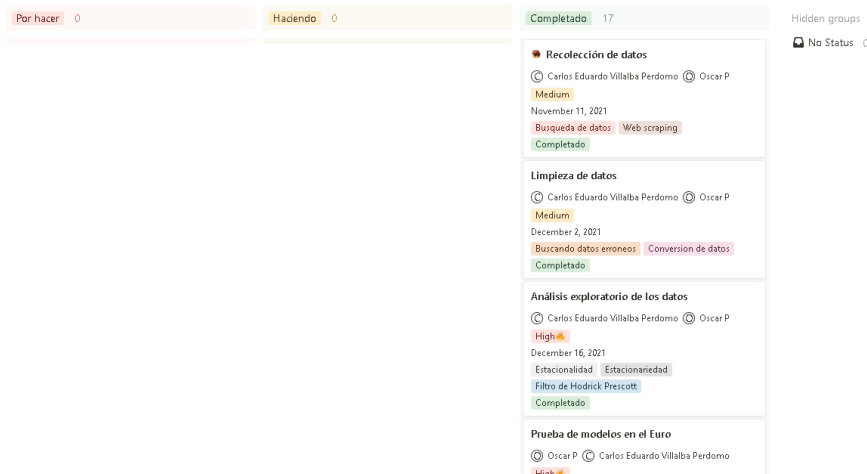 Por hacer 0
Haciendo 0
Completado 17
Hidden groups
No Status 0
Recolección de datos
C Carlos Eduardo Villalba Perdomo O Oscar P
Medium
November 11, 2021
Busqueda de datos Web scraping
Completado
Limpieza de datos
C Carlos Eduardo Villalba Perdomo O Oscar P
Medium
December 2, 2021
Buscando datos erroneos Conversion de datos
Completado
Análisis exploratorio de los datos
C Carlos Eduardo Villalba Perdomo O Oscar P
High🔥
December 16, 2021
Estacionalidad Estacionariedad
Filtro de Hodrick Prescott
Completado
Prueba de modelos en el Euro
O Oscar P C Carlos Eduardo Villalba Perdomo
High🔥